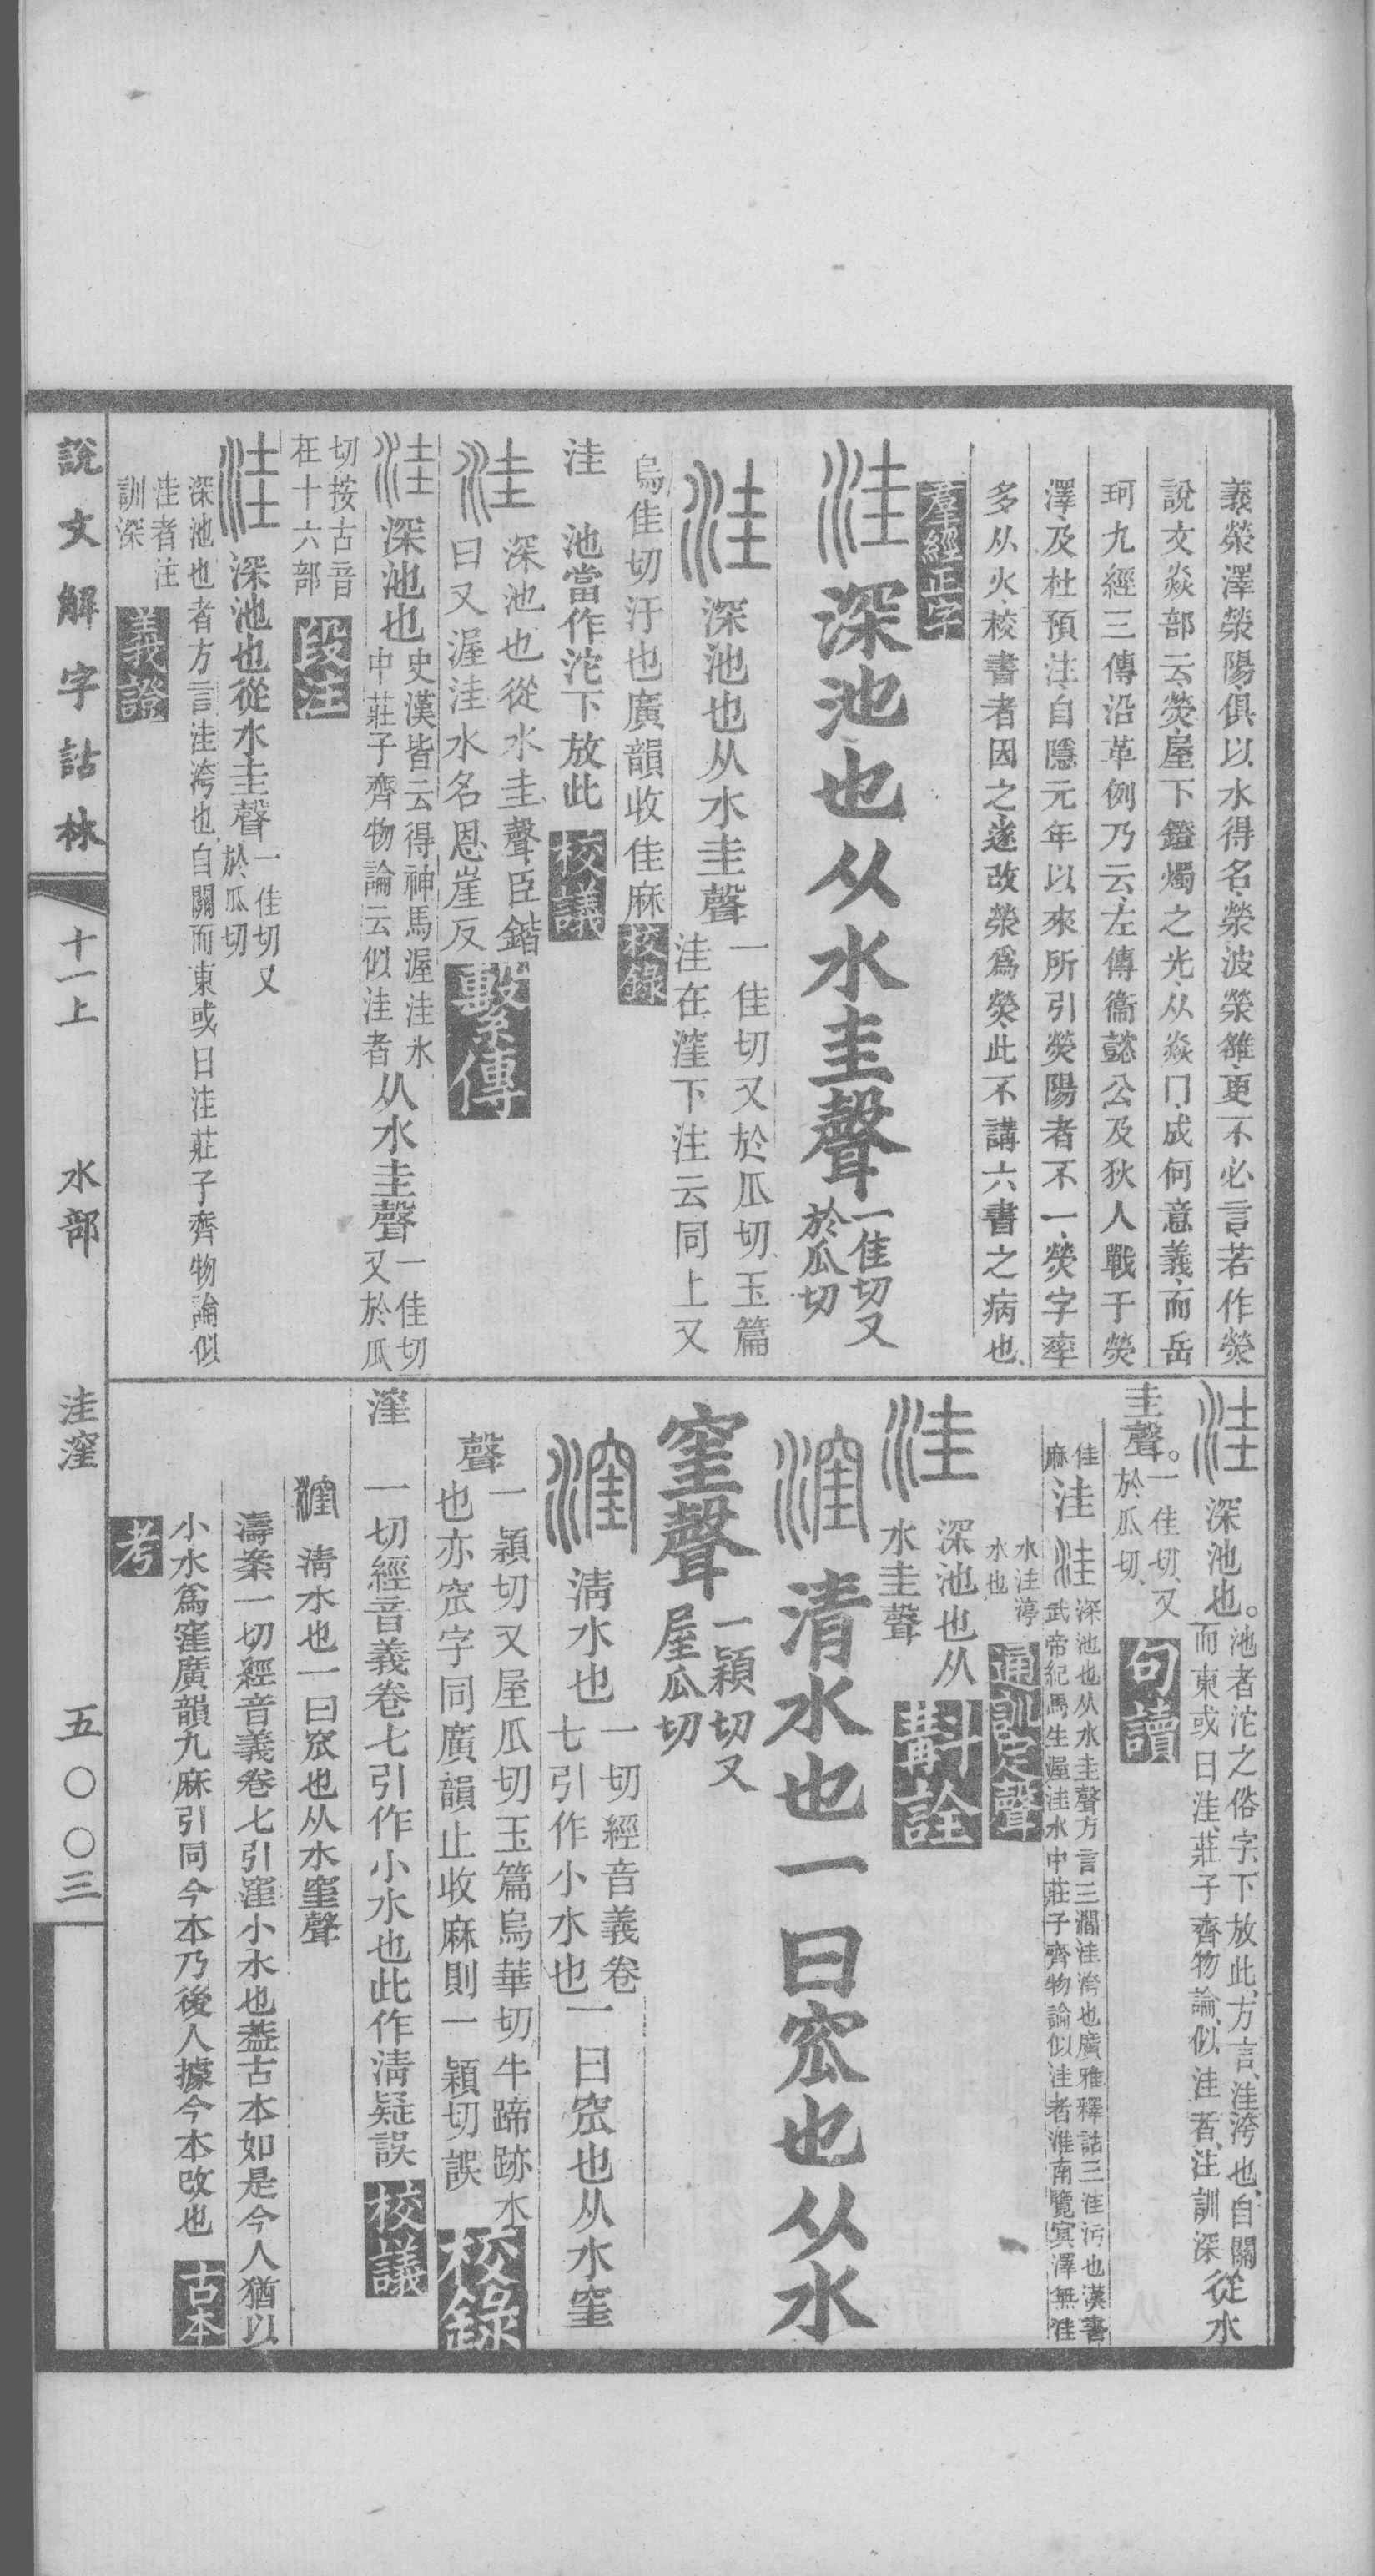 義滎澤滎陽俱以水得名滎波滎雒更不必言若作熒
說文焱部云熒屋下鐙燭之光从焱冂成何意義而岳
珂九經三傳沿革例乃云左傳衞懿公及狄人戰于熒
澤及杜預注自隱元年以來所引熒陽者不一熒字率
多从火校書者因之遂改滎爲熒此不講六書之病也
羣經正字
洼 深池也从水圭聲一佳切又
於瓜切
洼 深池也从水圭聲一佳切又於瓜切玉篇
洼在漥下注云同上又
烏佳切汙也廣韻收佳麻 校錄
洼 池當作沱下放此 校議
洼 深池也從水圭聲臣鍇
曰又渥洼水名恩崖反 繫傳
洼 深池也史漢皆云得神馬渥洼水
中莊子齊物論云似洼者从水圭聲一佳切
又於瓜
切按古音
在十六部 段注
洼 深池也從水圭聲一佳切又
於瓜切
深池也者方言洼洿也自關而東或曰洼莊子齊物論似
洼者注
訓深 義證
洼 深池也。池者沱之俗字下放此方言洼洿也自關
而東或曰洼莊子齊物論似洼者注訓深從水
圭聲。一佳切又
於瓜切 句讀
佳
麻 洼 洼 深池也从水圭聲方言三澗洼洿也廣雅釋詁三洼污也漢書
武帝紀馬生渥洼水中莊子齊物論似洼者淮南覽冥澤無洼
水洼渟
水也 通訓定聲
洼 深池也从
水圭聲 斠詮
漥 清水也一曰窊也从水
窐聲一穎切又
屋瓜切
漥 清水也一切經音義卷
七引作小水也一曰窊也从水窐
聲一穎切又屋瓜切玉篇烏華切牛蹄跡水
也亦窊字同廣韻止收麻則一穎切誤 校錄
漥 一切經音義卷七引作小水也此作清疑誤 校議
漥 清水也一曰窊也从水窐聲
濤案一切經音義卷七引漥小水也葢古本如是今人猶以
小水爲窪廣韻九麻引同今本乃後人據今本改也 古本
考
說文解字詁林 十一上 水部 洼漥 五〇〇三